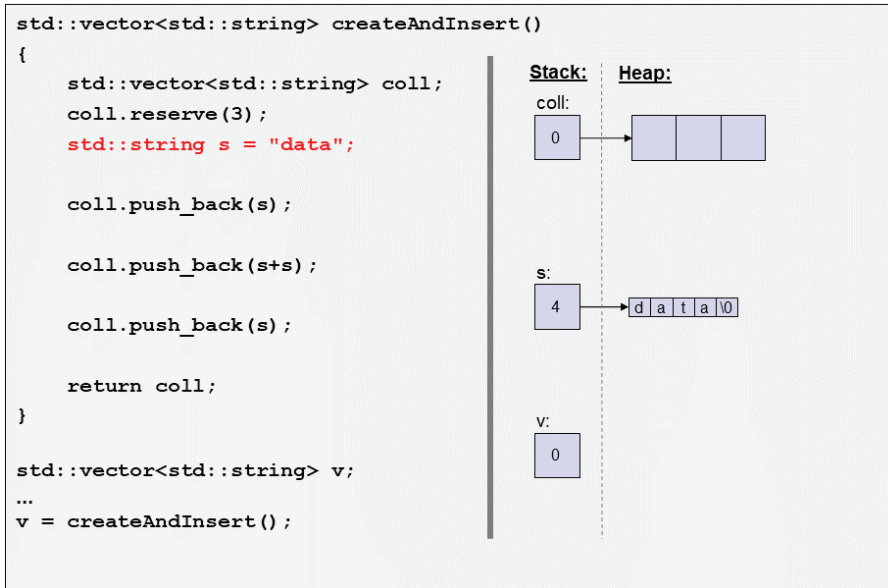 std::vector<std::string> createAndInsert()
{
    std::vector<std::string> coll;
    coll.reserve(3);
    std::string s = "data";
    coll.push_back(s);
    coll.push_back(s+s);
    coll.push_back(s);
    return coll;
}
std::vector<std::string> v;
...
v = createAndInsert();
Stack: Heap:
coll:
0
s:
4 d a t a \0
v:
0